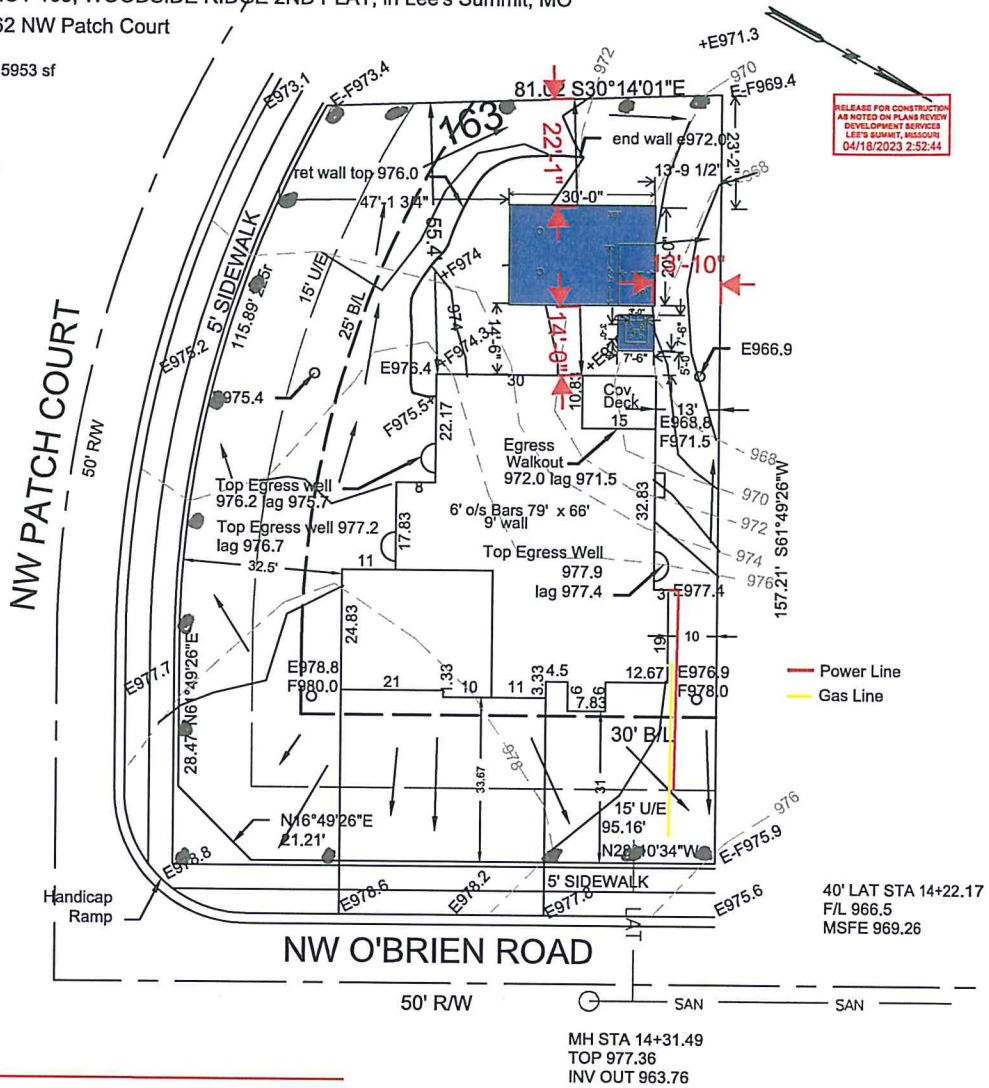 WOODSIDE RIDGE 2ND PLAT, in Lee's Summit, MO
62 NW Patch Court
5953 sf
+E971.3
972
970
81.02 S30°14'01"E
E-F969.4
E973.1
E-F973.4
163
RELEASE FOR CONSTRUCTION
AS NOTED ON PLANS REVIEW
DEVELOPMENT SERVICES
LEE'S SUMMIT, MISSOURI
04/18/2023 2:52:44
22'-1"
end wall e972.0
23'-2"
ret wall top 976.0
13'-9 1/2"
968
47'-1 3/4"
30'-0"
55.4
5' SIDEWALK
15' U/E
25' B/L
115.89'
+F974
974
20'-0"
13'-10"
14'-0"
14'-6"
7'-6"
5'-0"
7'-6"
E966.9
E975.2
+F974.3
E976.4
30
10.83
Cov.
Deck
15
13'
E968.8
F971.5
NW PATCH COURT
50' R/W
975.4
F975.5+
22.17
Egress
Walkout
972.0 lag 971.5
968
970
972
974
976
Top Egress well
976.2 lag 975.7
8
6' o/s Bars 79' x 66'
9' wall
32.83
Top Egress well 977.2
lag 976.7
17.83
Top Egress Well
977.9
lag 977.4
157.21' S61°49'26"W
32.5'
11
24.83
3
E977.4
19
10
E977.7
28.47' N61°49'26"E
E978.8
F980.0
21
1.33
10
11
3.33
4.5
6
7.83
12.67
E976.9
F978.0
Power Line
Gas Line
30' B/L
978
33.67
31
15' U/E
95.16'
976
N16°49'26"E
21.21'
N28°10'34"W
E-F975.9
E978.8
5' SIDEWALK
Handicap
Ramp
E978.6
E978.2
E977.8
E975.6
40' LAT STA 14+22.17
F/L 966.5
MSFE 969.26
LAT
NW O'BRIEN ROAD
50' R/W
SAN
SAN
MH STA 14+31.49
TOP 977.36
INV OUT 963.76